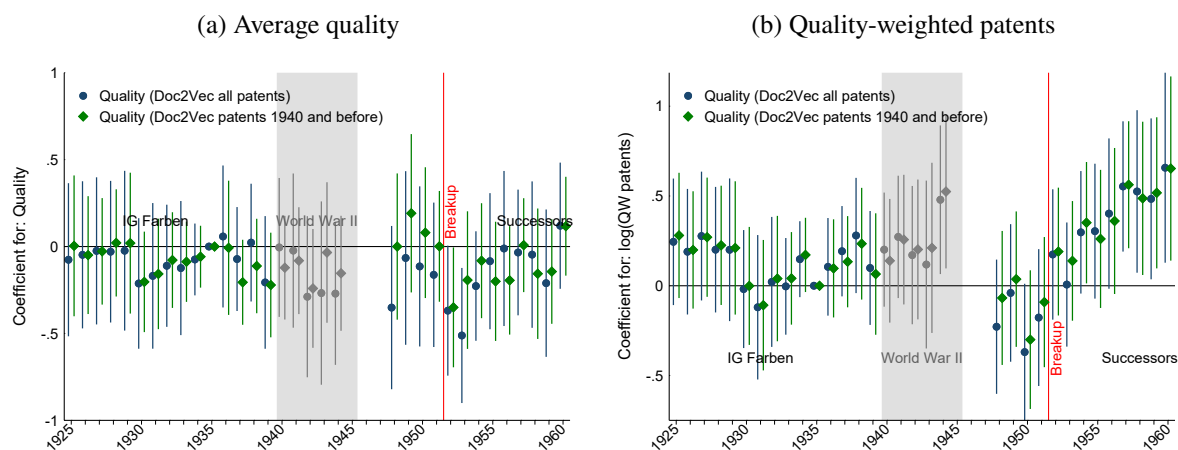 (a) Average quality
Coefficient for: Quality
1
.5
0
-.5
-1
Quality (Doc2Vec all patents)
Quality (Doc2Vec patents 1940 and before)
IG Farben
World War II
Breakup
Successors
1925
1930
1935
1940
1945
1950
1955
1960
(b) Quality-weighted patents
Coefficient for: log(QW patents)
1
.5
0
-.5
Quality (Doc2Vec all patents)
Quality (Doc2Vec patents 1940 and before)
IG Farben
World War II
Breakup
Successors
1925
1930
1935
1940
1945
1950
1955
1960